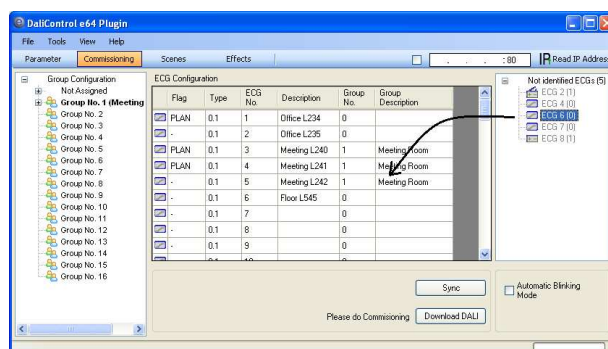 DaliControl e64 Plugin
File Tools View Help
Parameter Commissioning Scenes Effects . . . :80 Read IP Address
Group Configuration
Not Assigned
Group No. 1 (Meeting
Group No. 2
Group No. 3
Group No. 4
Group No. 5
Group No. 6
Group No. 7
Group No. 8
Group No. 9
Group No. 10
Group No. 11
Group No. 12
Group No. 13
Group No. 14
Group No. 15
Group No. 16
ECG Configuration
Flag Type ECG No. Description Group No. Group Description
PLAN 0.1 1 Office L234 0
- 0.1 2 Office L235 0
PLAN 0.1 3 Meeting L240 1 Meeting Room
PLAN 0.1 4 Meeting L241 1 Meeting Room
- 0.1 5 Meeting L242 1 Meeting Room
- 0.1 6 Floor L545 0
- 0.1 7 0
- 0.1 8 0
- 0.1 9 0
Sync
Please do Commisioning Download DALI
Not identified ECGs (5)
ECG 2 (1)
ECG 4 (0)
ECG 6 (0)
ECG 7 (0)
ECG 8 (1)
Automatic Blinking
Mode